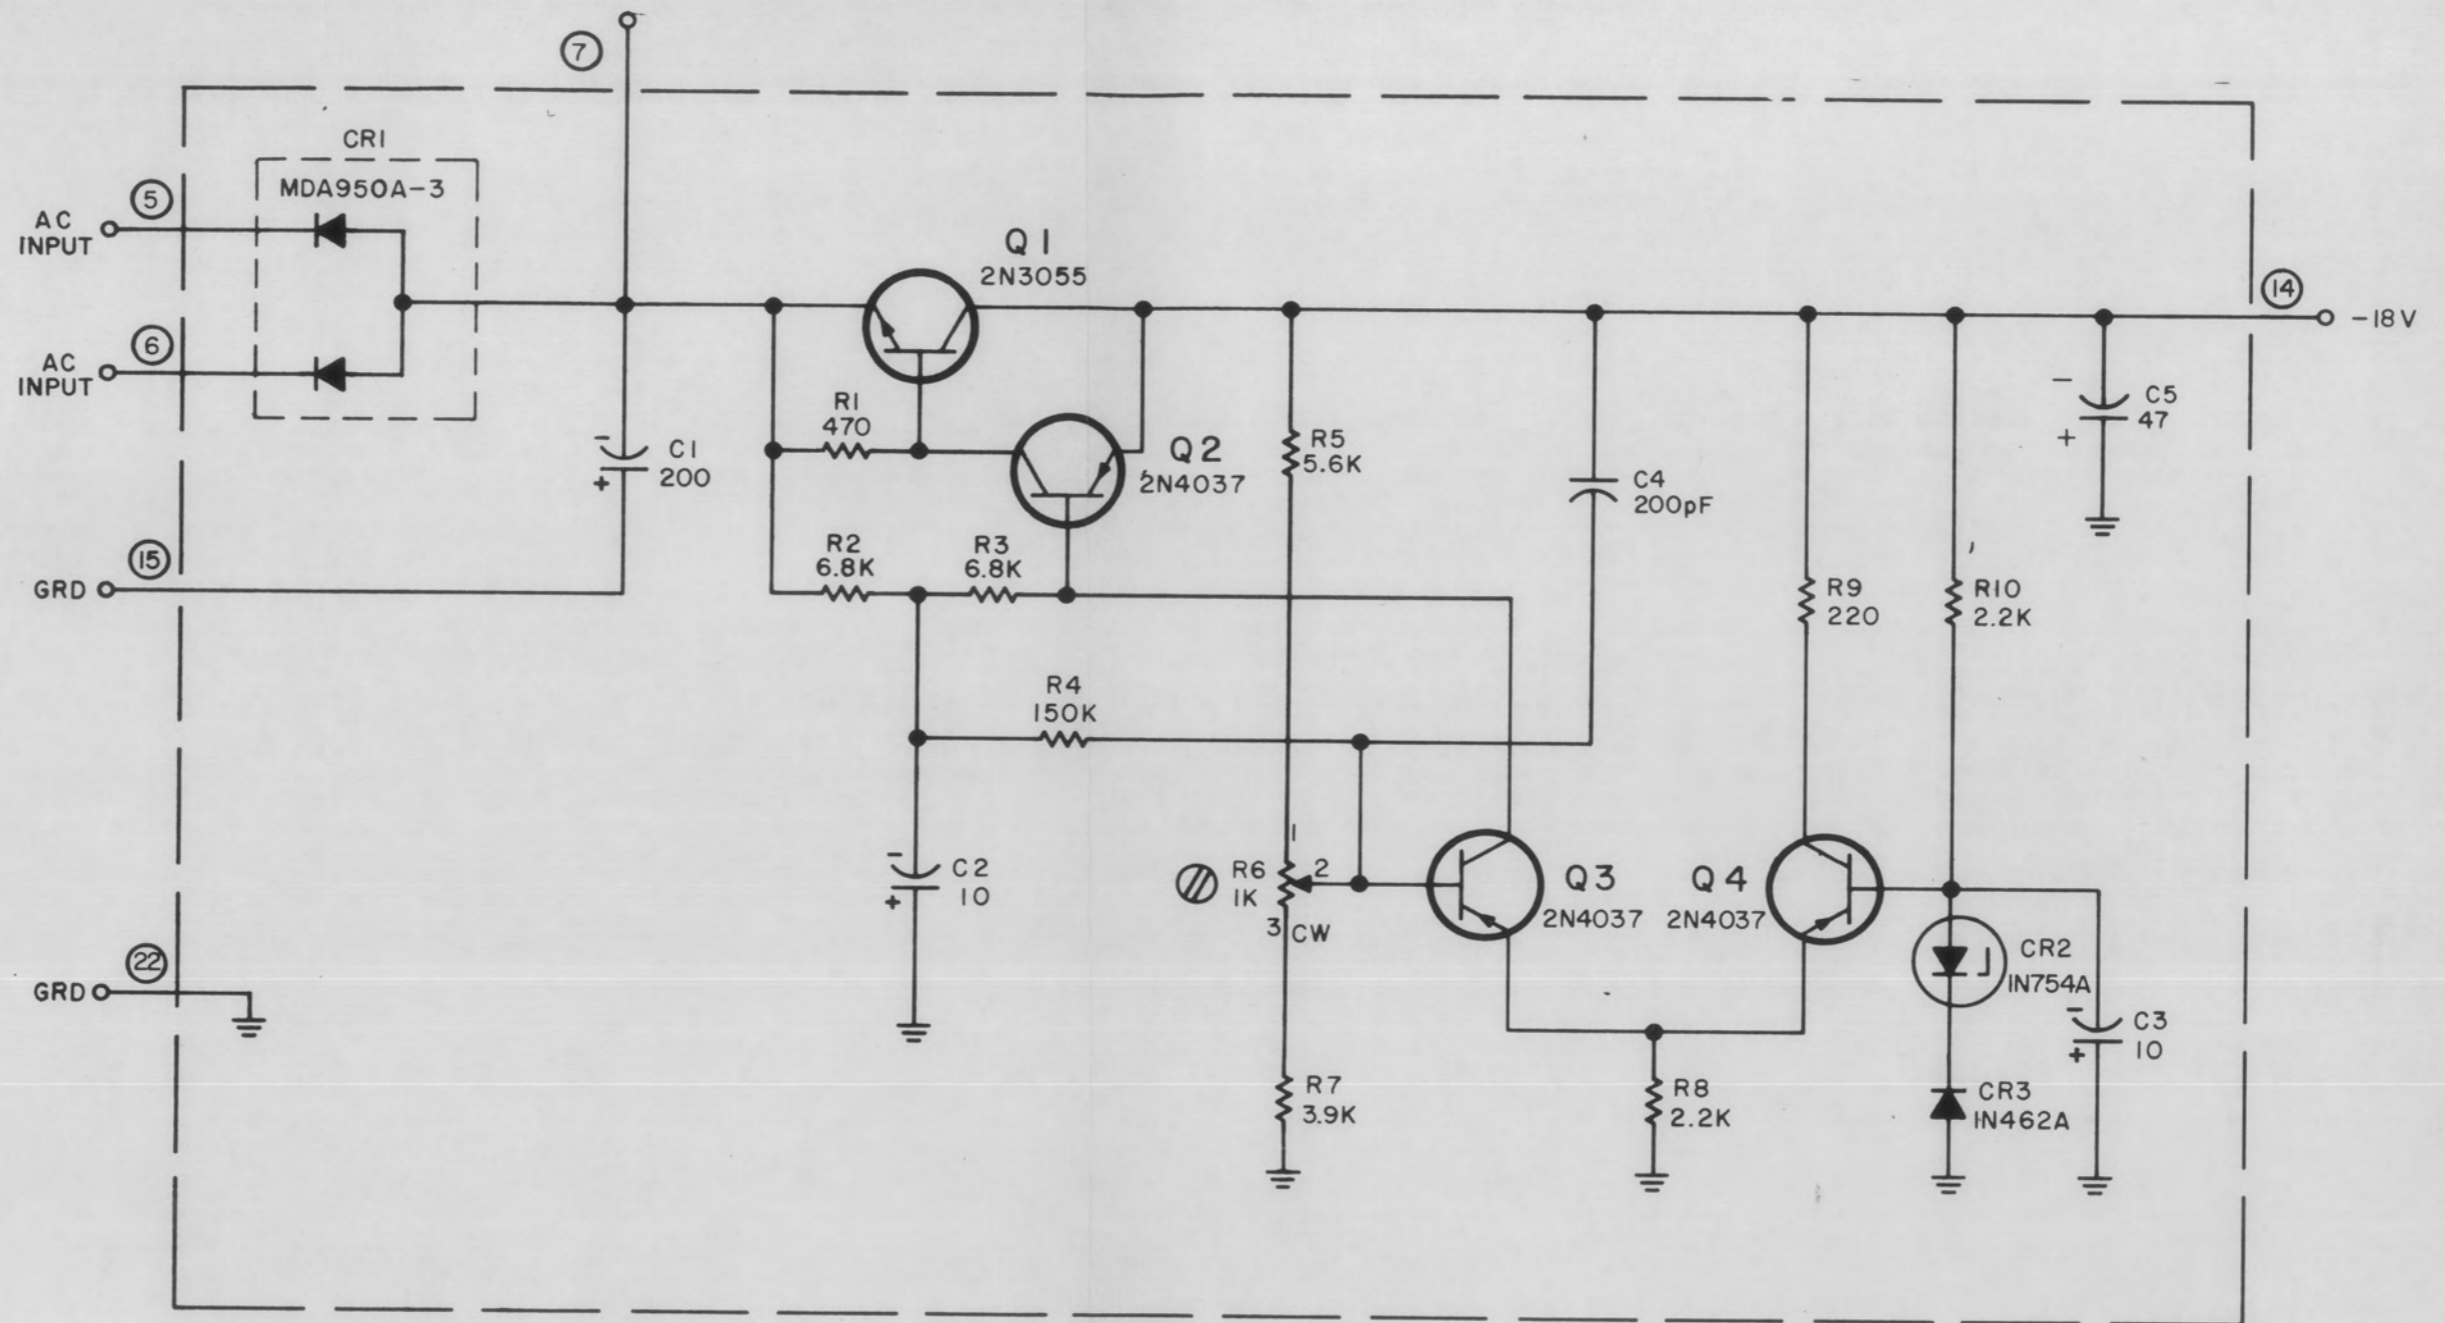 7
CR1
MDA950A-3
5
AC
INPUT
6
AC
INPUT
Q1
2N3055
14
-18V
R1
470
Q2
2N4037
- C1
+ 200
R5
5.6K
C4
200pF
- C5
+ 47
15
GRD
R2
6.8K
R3
6.8K
R9
220
R10
2.2K
R4
150K
- C2
+ 10
1
R6
1K
2
3 CW
Q3
2N4037
Q4
2N4037
CR2
IN754A
22
GRD
- C3
+ 10
R7
3.9K
R8
2.2K
CR3
IN462A